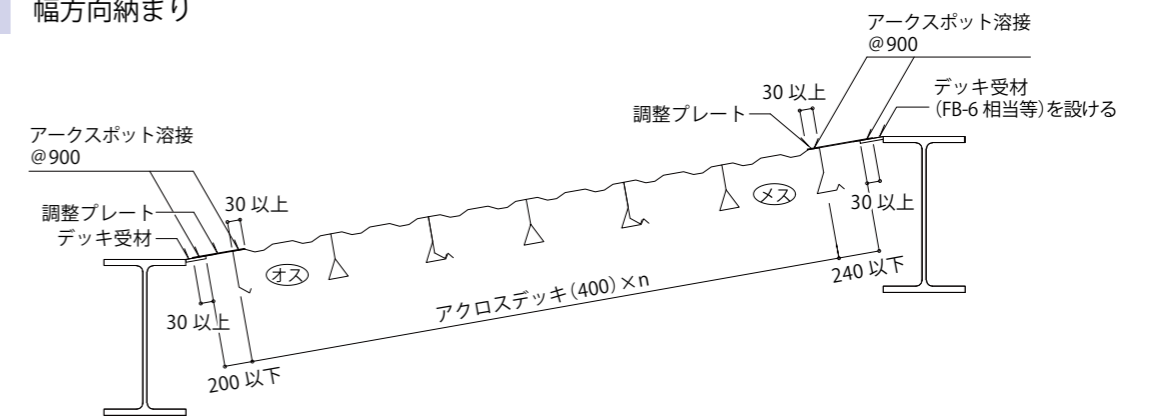 幅方向納まり
アークスポット溶接
@900
デッキ受材
（FB-6 相当等）を設ける
30 以上
調整プレート
アークスポット溶接
@900
30 以上
調整プレート
デッキ受材
メス
30 以上
オス
240 以下
アクロスデッキ（400）×n
30 以上
200 以下